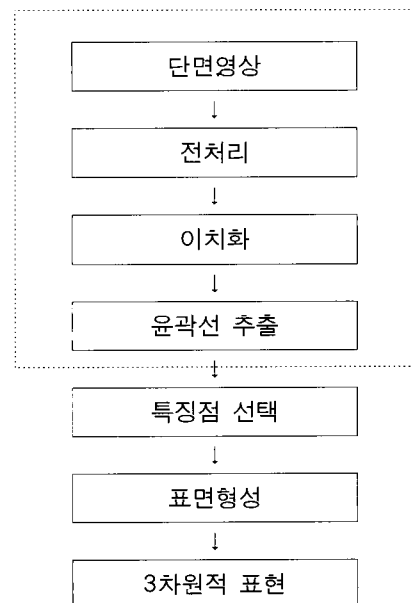 단면영상
↓
전처리
↓
이치화
↓
윤곽선 추출
↓
특징점 선택
↓
표면형성
↓
3차원적 표현